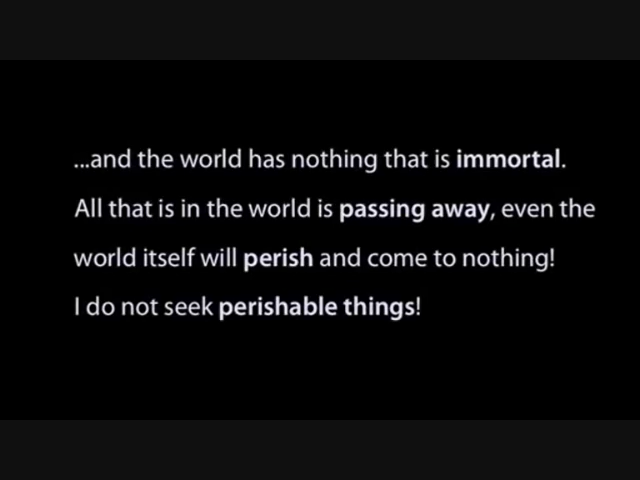 ...and the world has nothing that is immortal.
All that is in the world is passing away, even the
world itself will perish and come to nothing!
I do not seek perishable things!